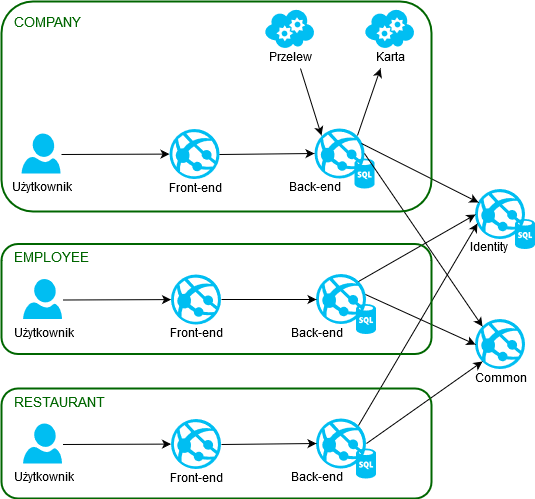 COMPANY
Przelew
Karta
Użytkownik
Front-end
Back-end
SQL
Identity
SQL
EMPLOYEE
Użytkownik
Front-end
Back-end
SQL
Common
RESTAURANT
Użytkownik
Front-end
Back-end
SQL